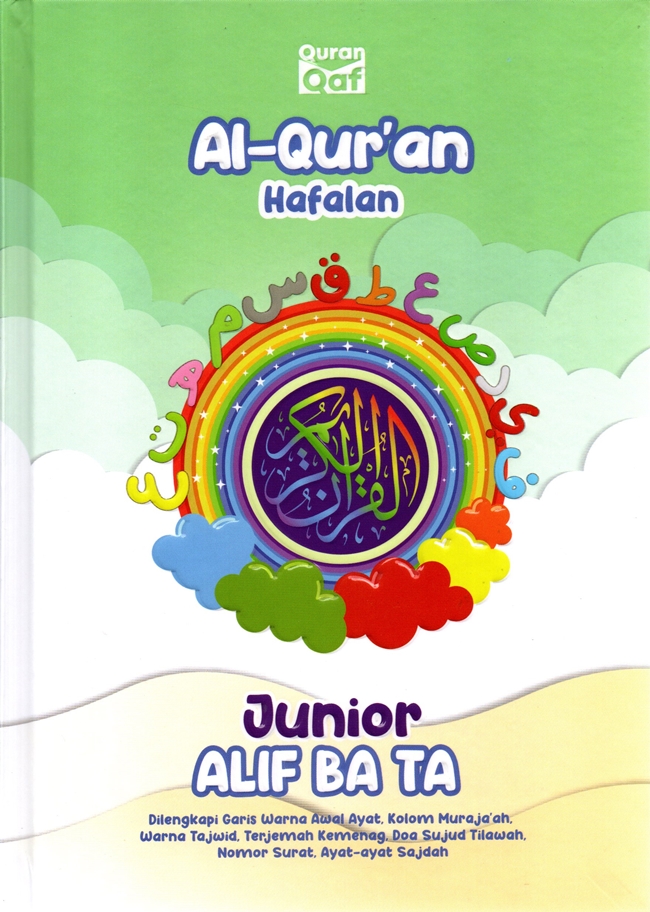 Quran
Qaf
Al-Qur'an
Hafalan
ع ت م م س ق ط ع ص ر ي ف
القرآن الكريم
Junior
ALIF BA TA
Dilengkapi Garis Warna Awal Ayat, Kolom Muraja'ah,
Warna Tajwid, Terjemah Kemenag, Doa Sujud Tilawah,
Nomor Surat, Ayat-ayat Sajdah